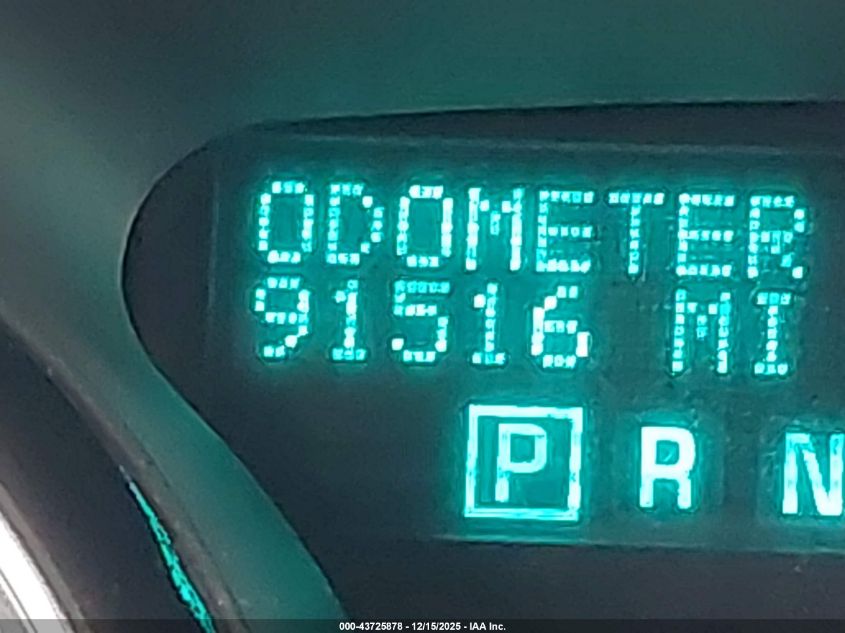 ODOMETER
91516 MI
P R N
000-43725878 - 12/15/2025 - IAA Inc.